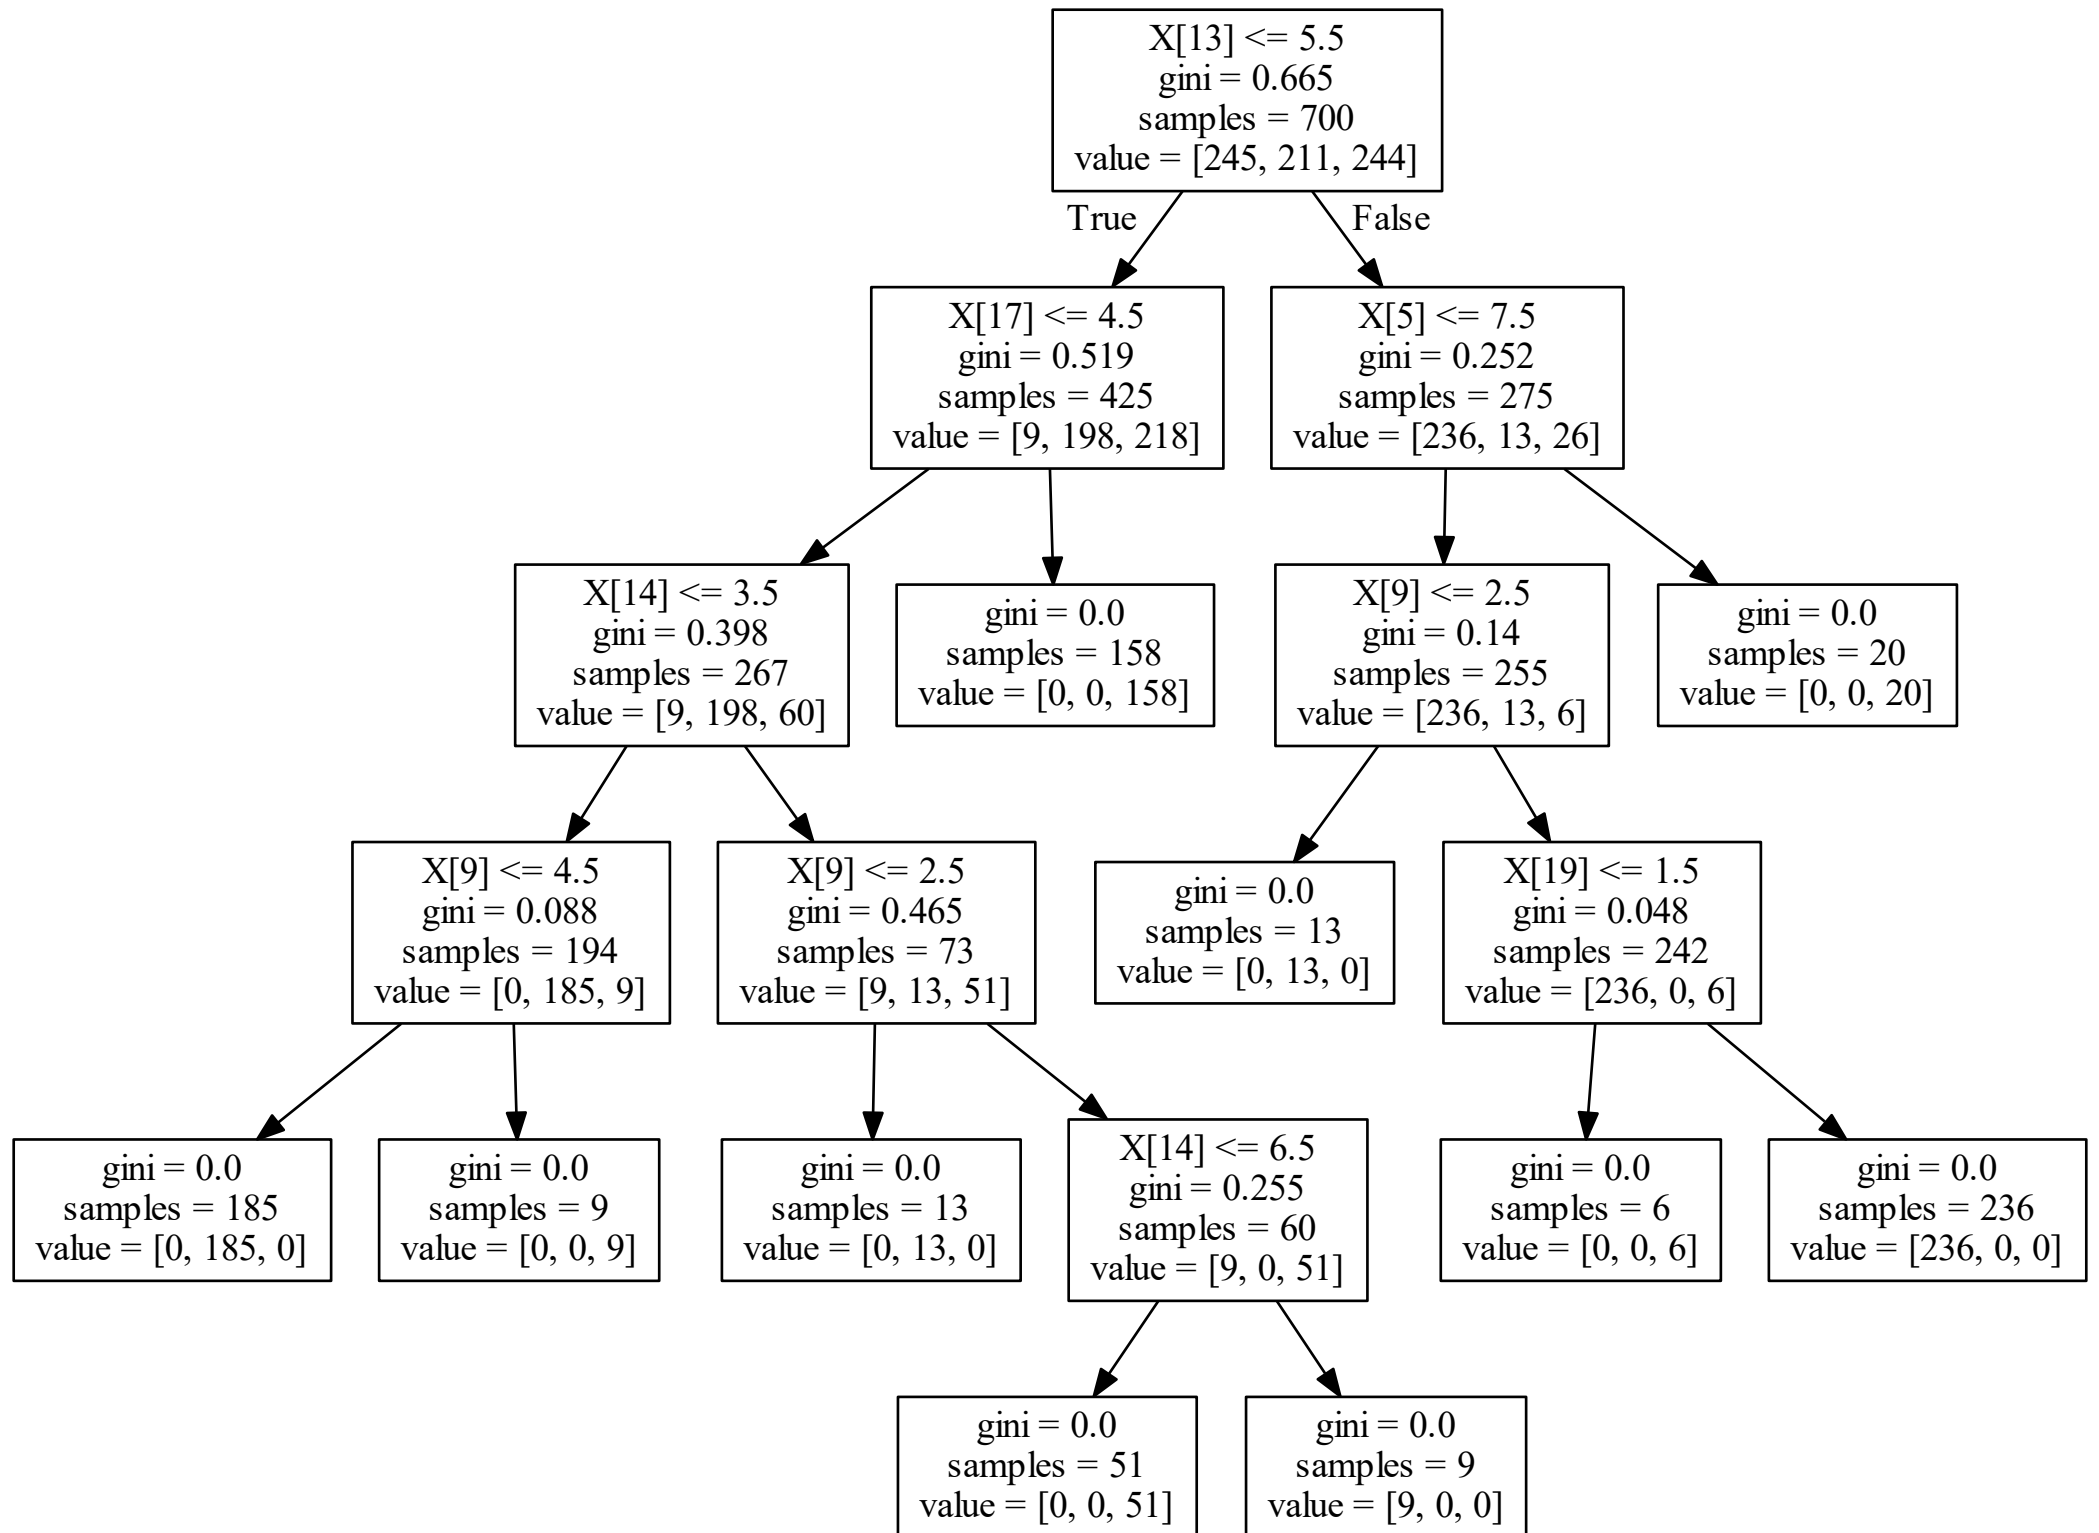 X[13] <= 5.5
gini = 0.665
samples = 700
value = [245, 211, 244]
True
False
X[17] <= 4.5
gini = 0.519
samples = 425
value = [9, 198, 218]
X[5] <= 7.5
gini = 0.252
samples = 275
value = [236, 13, 26]
X[14] <= 3.5
gini = 0.398
samples = 267
value = [9, 198, 60]
gini = 0.0
samples = 158
value = [0, 0, 158]
X[9] <= 2.5
gini = 0.14
samples = 255
value = [236, 13, 6]
gini = 0.0
samples = 20
value = [0, 0, 20]
X[9] <= 4.5
gini = 0.088
samples = 194
value = [0, 185, 9]
X[9] <= 2.5
gini = 0.465
samples = 73
value = [9, 13, 51]
gini = 0.0
samples = 13
value = [0, 13, 0]
X[19] <= 1.5
gini = 0.048
samples = 242
value = [236, 0, 6]
gini = 0.0
samples = 185
value = [0, 185, 0]
gini = 0.0
samples = 9
value = [0, 0, 9]
gini = 0.0
samples = 13
value = [0, 13, 0]
X[14] <= 6.5
gini = 0.255
samples = 60
value = [9, 0, 51]
gini = 0.0
samples = 6
value = [0, 0, 6]
gini = 0.0
samples = 236
value = [236, 0, 0]
gini = 0.0
samples = 51
value = [0, 0, 51]
gini = 0.0
samples = 9
value = [9, 0, 0]